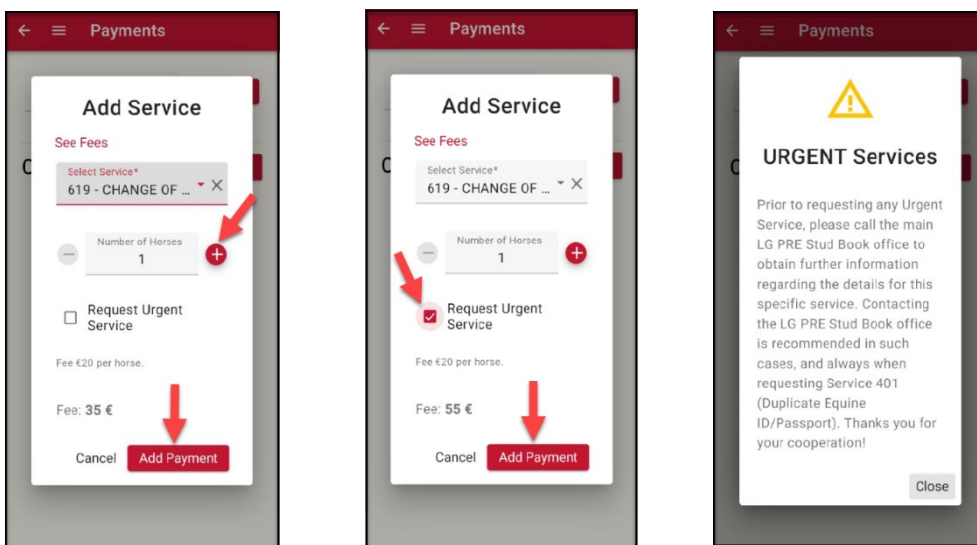 Payments
Add Service
See Fees
Select Service*
619 - CHANGE OF ...
Number of Horses
1
Request Urgent
Service
Fee €20 per horse.
Fee: 35 €
Cancel Add Payment
Payments
Add Service
See Fees
Select Service*
619 - CHANGE OF ...
Number of Horses
1
Request Urgent
Service
Fee €20 per horse.
Fee: 55 €
Cancel Add Payment
Payments
URGENT Services
Prior to requesting any Urgent
Service, please call the main
LG PRE Stud Book office to
obtain further information
regarding the details for this
specific service. Contacting
the LG PRE Stud Book office
is recommended in such
cases, and always when
requesting Service 401
(Duplicate Equine
ID/Passport). Thanks you for
your cooperation!
Close